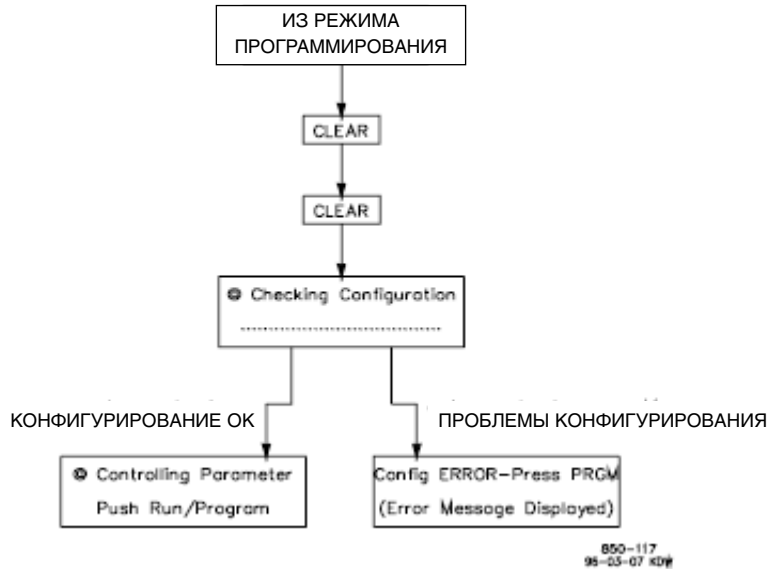 ИЗ РЕЖИМА
ПРОГРАММИРОВАНИЯ
CLEAR
CLEAR
@ Checking Configuration
КОНФИГУРИРОВАНИЕ ОК
ПРОБЛЕМЫ КОНФИГУРИРОВАНИЯ
@ Controlling Parameter
Push Run/Program
Config ERROR-Press PRGM
(Error Message Displayed)
850-117